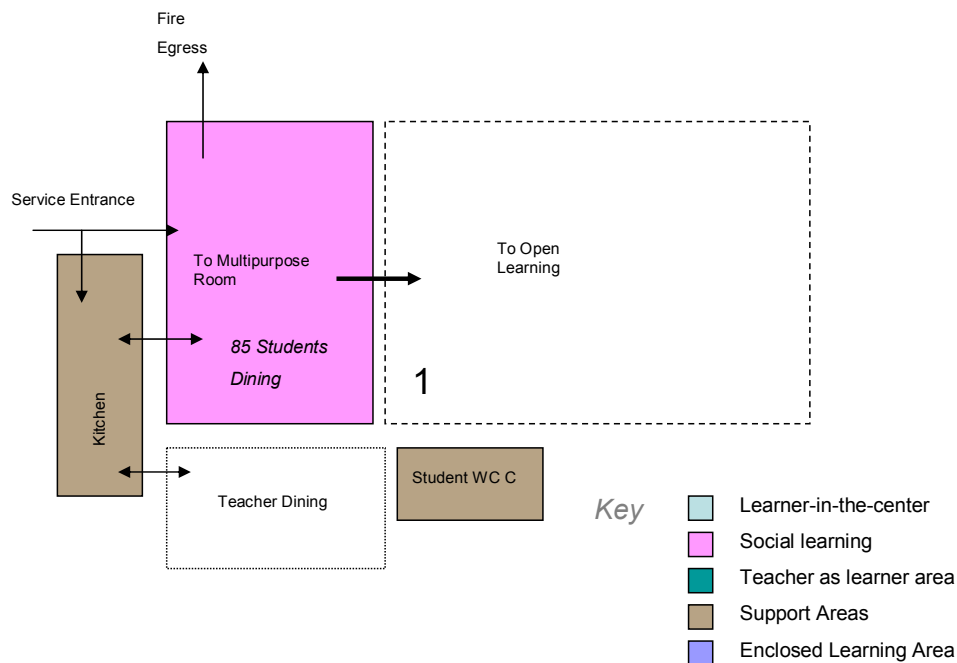 Fire
Egress
Service Entrance
To Multipurpose
Room
To Open
Learning
85 Students
Dining
1
Kitchen
Teacher Dining
Student WC C
Key
Learner-in-the-center
Social learning
Teacher as learner area
Support Areas
Enclosed Learning Area